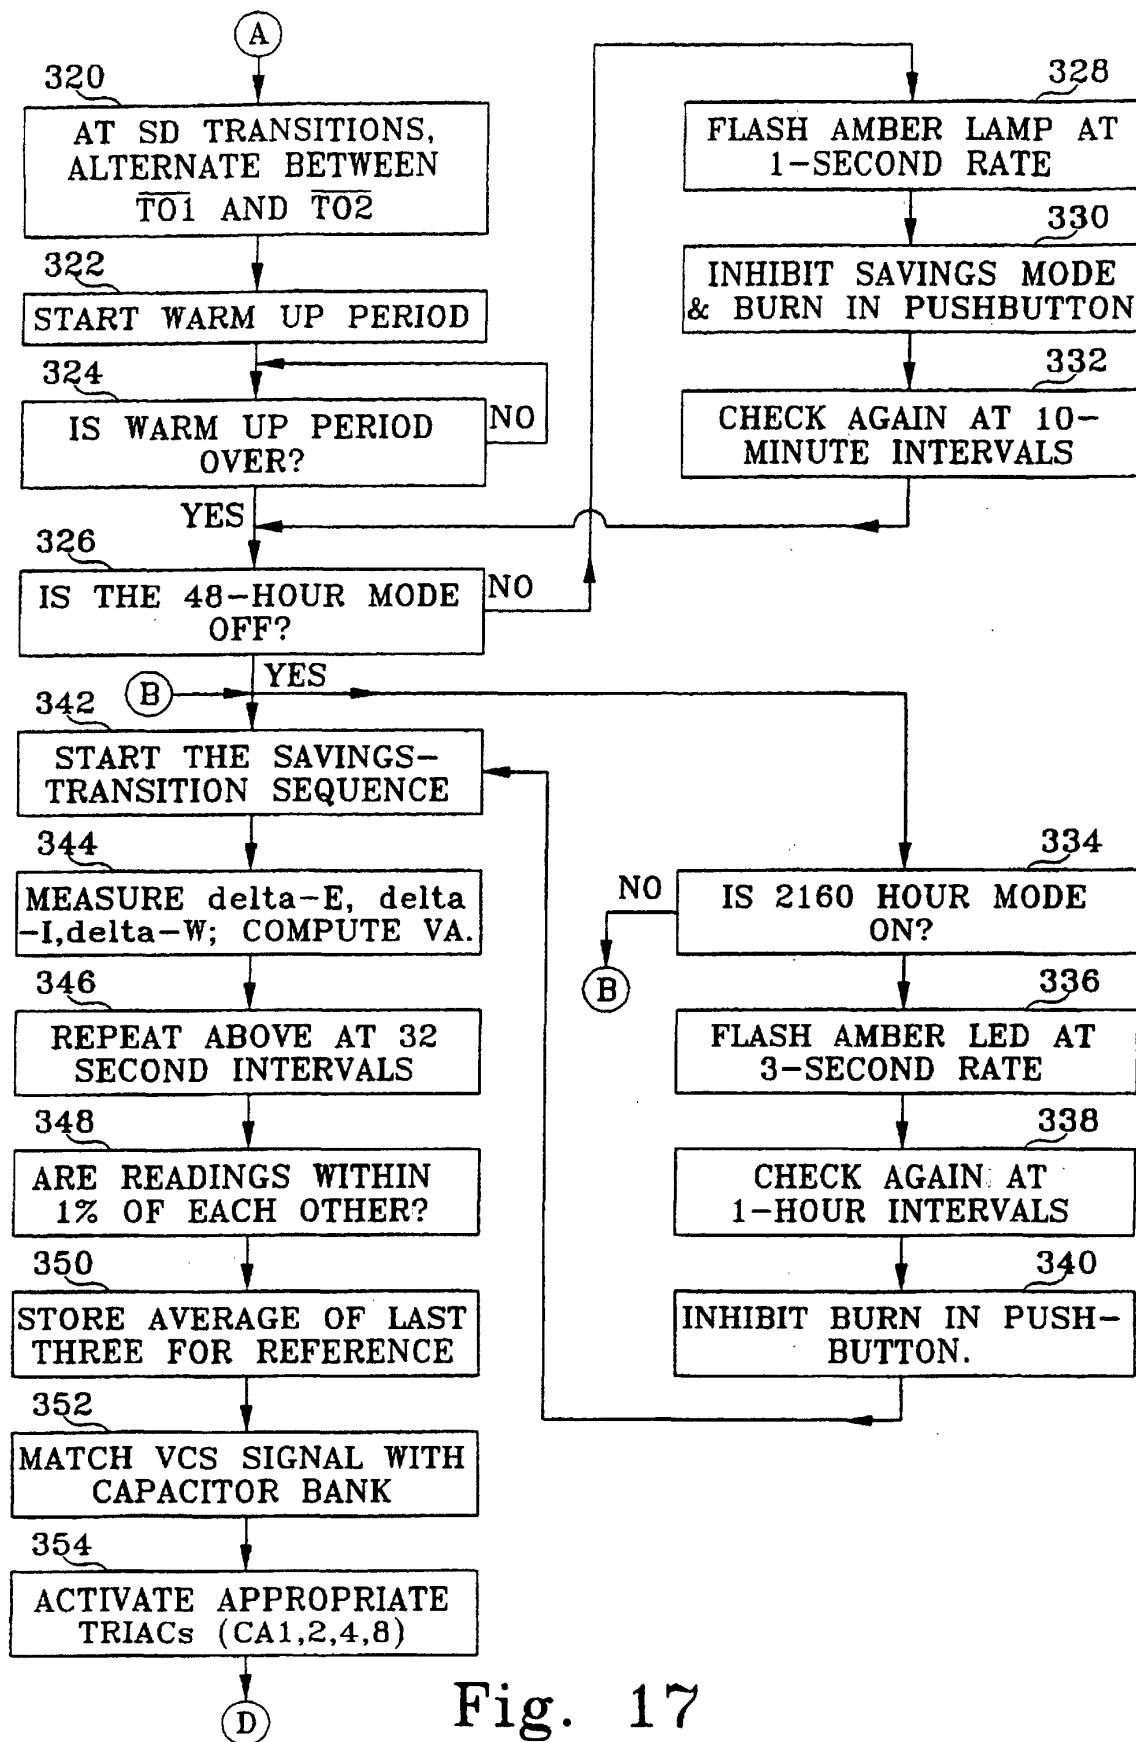 A
320
AT SD TRANSITIONS,
ALTERNATE BETWEEN
T̅O̅1̅ AND T̅O̅2̅
322
START WARM UP PERIOD
324
IS WARM UP PERIOD
OVER?
NO
YES
326
IS THE 48-HOUR MODE
OFF?
NO
328
FLASH AMBER LAMP AT
1-SECOND RATE
330
INHIBIT SAVINGS MODE
& BURN IN PUSHBUTTON
332
CHECK AGAIN AT 10-
MINUTE INTERVALS
B
YES
342
START THE SAVINGS-
TRANSITION SEQUENCE
344
MEASURE delta-E, delta
-I,delta-W; COMPUTE VA.
346
REPEAT ABOVE AT 32
SECOND INTERVALS
348
ARE READINGS WITHIN
1% OF EACH OTHER?
350
STORE AVERAGE OF LAST
THREE FOR REFERENCE
352
MATCH VCS SIGNAL WITH
CAPACITOR BANK
354
ACTIVATE APPROPRIATE
TRIACs (CA1,2,4,8)
D
334
NO
IS 2160 HOUR MODE
ON?
B
336
FLASH AMBER LED AT
3-SECOND RATE
338
CHECK AGAIN AT
1-HOUR INTERVALS
340
INHIBIT BURN IN PUSH-
BUTTON.
Fig. 17